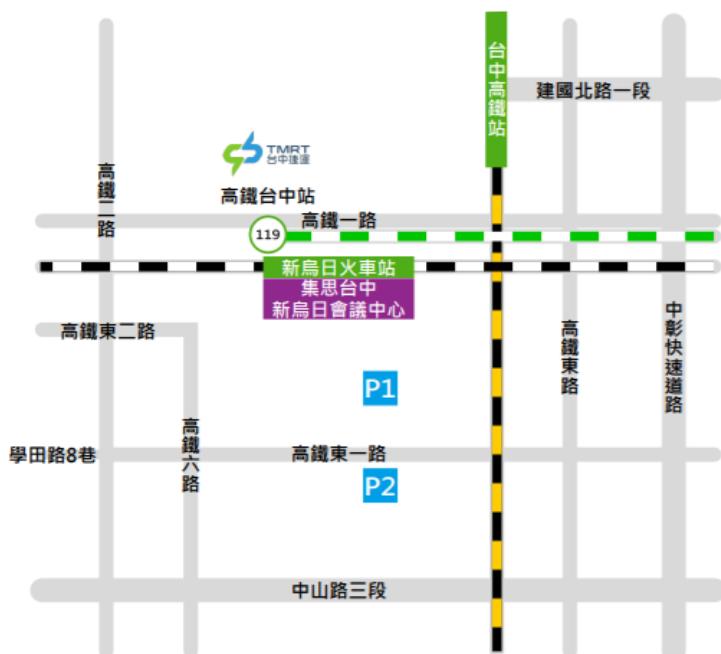 台中高鐵站
建國北路一段
TMRT
台中捷運
高鐵台中站
高鐵二路
高鐵一路
119
新烏日火車站
集思台中
新烏日會議中心
高鐵東二路
高鐵東路
中彰快速道路
P1
高鐵六路
學田路8巷
高鐵東一路
P2
中山路三段